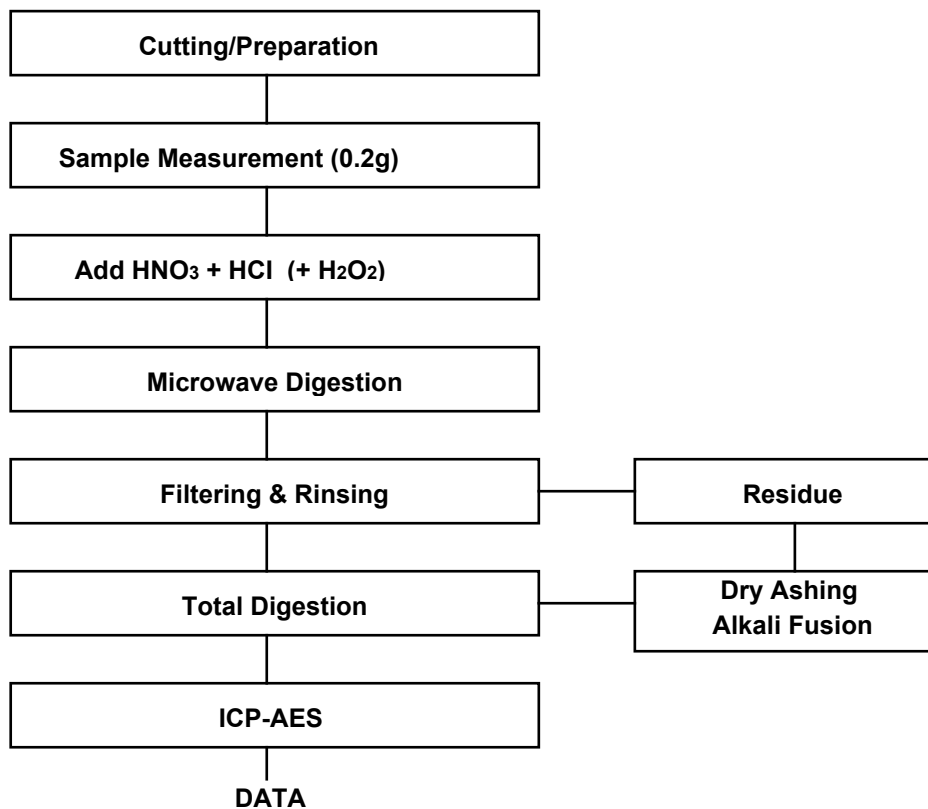 Cutting/Preparation
Sample Measurement (0.2g)
Add HNO₃ + HCl (+ H₂O₂)
Microwave Digestion
Filtering & Rinsing
Residue
Total Digestion
Dry Ashing
Alkali Fusion
ICP-AES
DATA